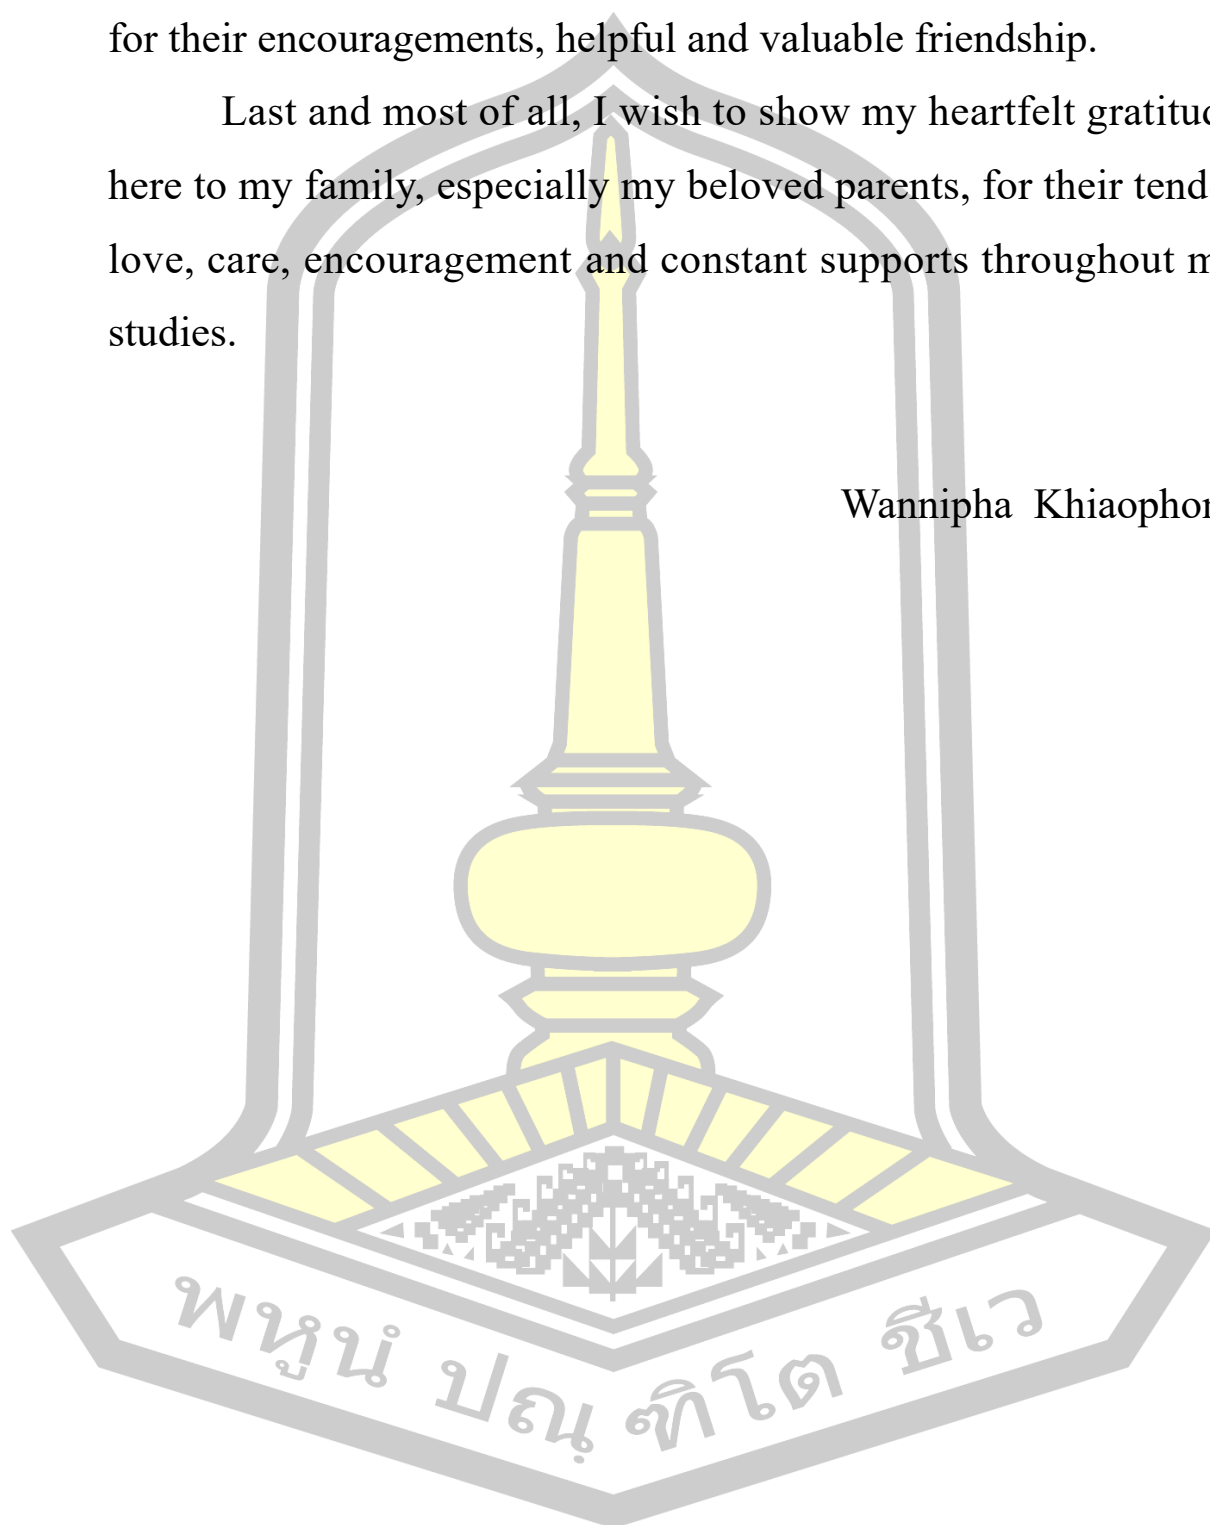 for their encouragements, helpful and valuable friendship.
Last and most of all, I wish to show my heartfelt gratitud
here to my family, especially my beloved parents, for their tend
love, care, encouragement and constant supports throughout m
studies.
Wannipha Khiaophor
พหูนํ ปณฺฑิโต ชีเว